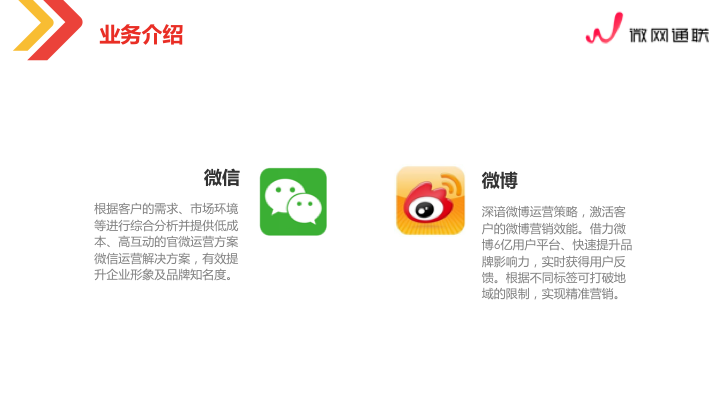 业务介绍
微网通联
微信
根据客户的需求、市场环境
等进行综合分析并提供低成
本、高互动的官微运营方案
微信运营解决方案，有效提
升企业形象及品牌知名度。
微博
深谙微博运营策略，激活客
户的微博营销效能。借力微
博6亿用户平台、快速提升品
牌影响力，实时获得用户反
馈。根据不同标签可打破地
域的限制，实现精准营销。